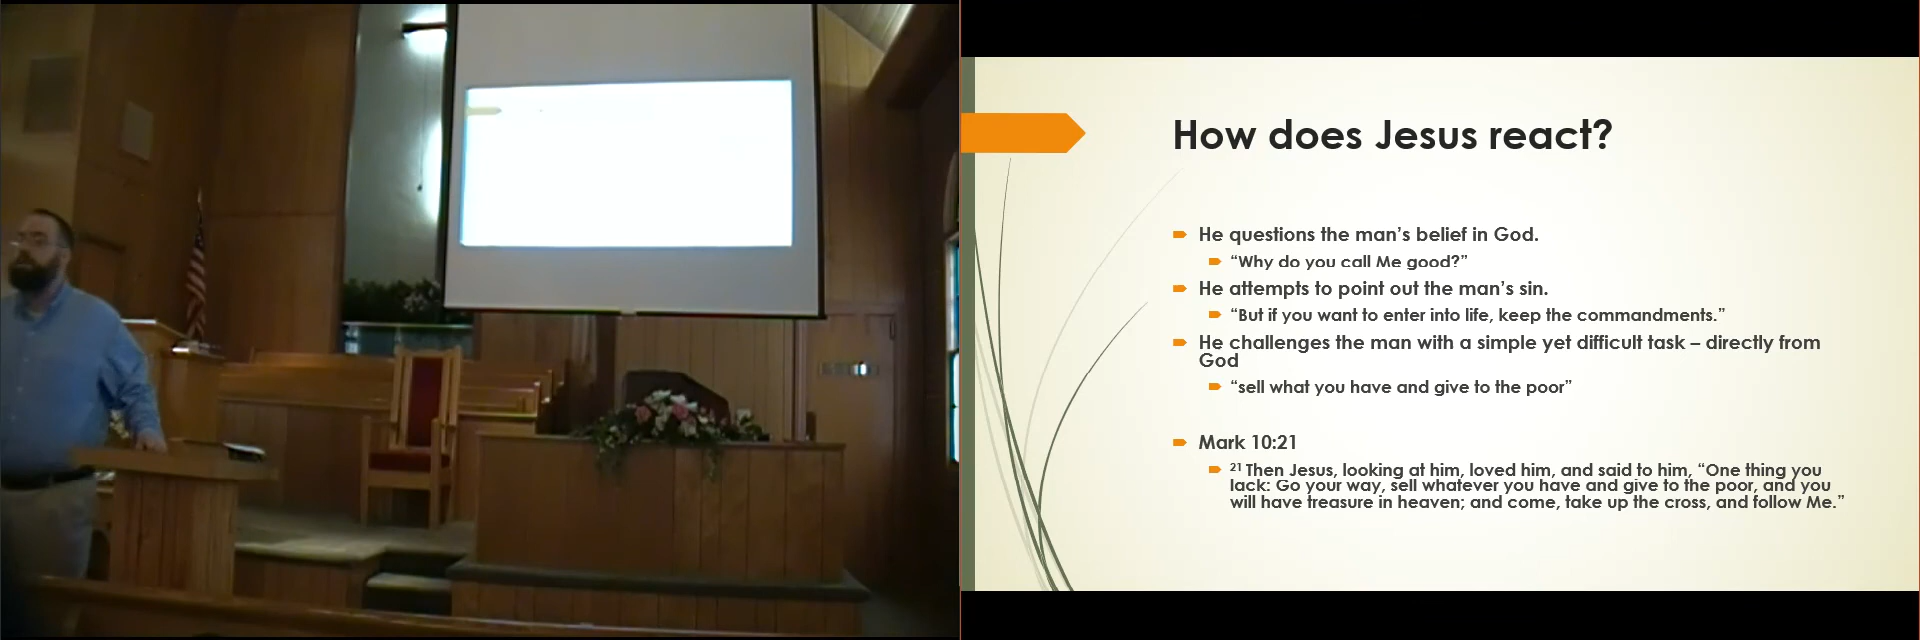 How does Jesus react?
He questions the man’s belief in God.
“Why do you call Me good?”
He attempts to point out the man’s sin.
“But if you want to enter into life, keep the commandments.”
He challenges the man with a simple yet difficult task – directly from
God
“sell what you have and give to the poor”
Mark 10:21
21 Then Jesus, looking at him, loved him, and said to him, “One thing you
lack: Go your way, sell whatever you have and give to the poor, and you
will have treasure in heaven; and come, take up the cross, and follow Me.”